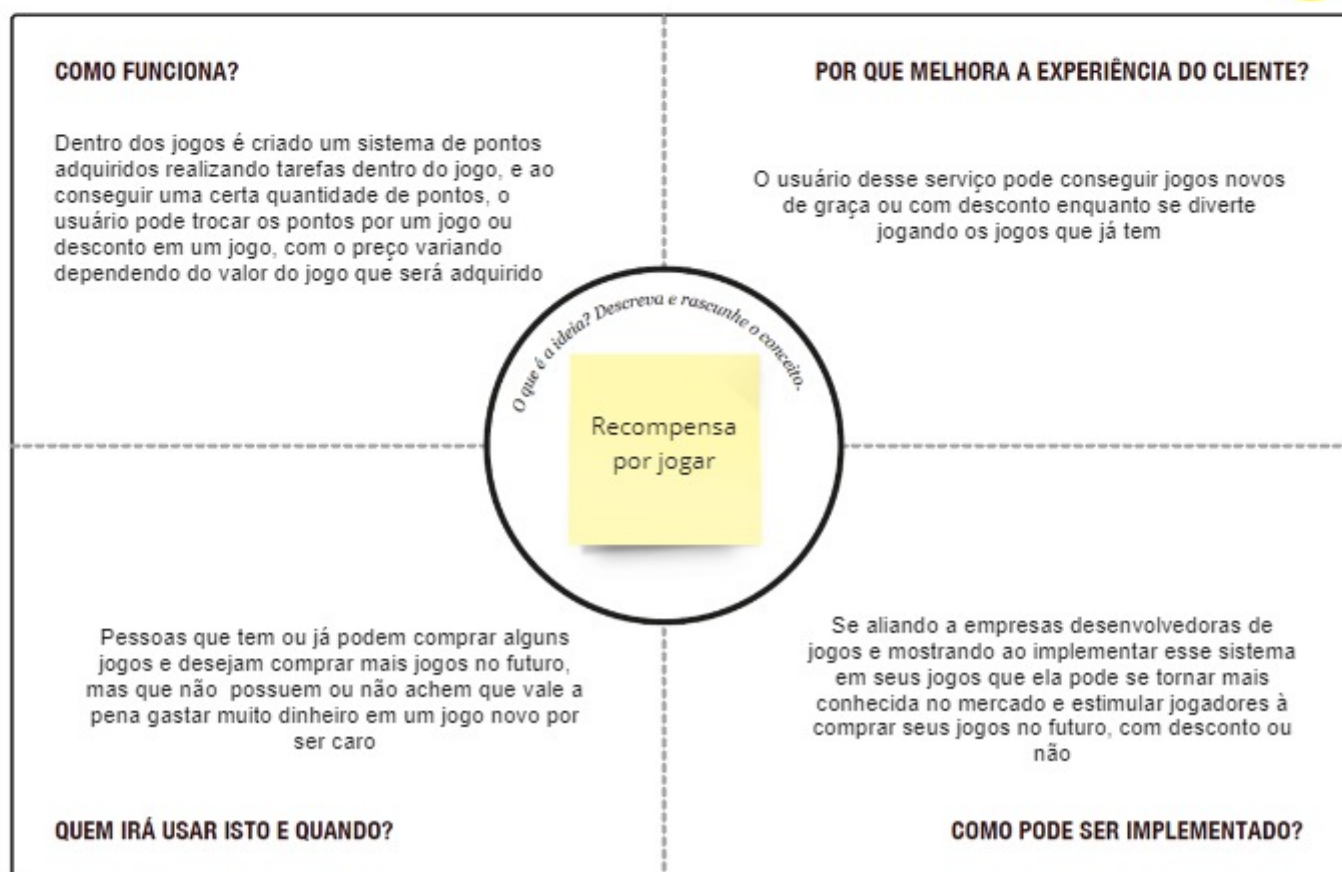 COMO FUNCIONA?
Dentro dos jogos é criado um sistema de pontos
adquiridos realizando tarefas dentro do jogo, e ao
conseguir uma certa quantidade de pontos, o
usuário pode trocar os pontos por um jogo ou
desconto em um jogo, com o preço variando
dependendo do valor do jogo que será adquirido
POR QUE MELHORA A EXPERIÊNCIA DO CLIENTE?
O usuário desse serviço pode conseguir jogos novos
de graça ou com desconto enquanto se diverte
jogando os jogos que já tem
O que é a ideia? Descreva e rascunhe o conceito.
Recompensa
por jogar
Pessoas que tem ou já podem comprar alguns
jogos e desejam comprar mais jogos no futuro,
mas que não possuem ou não achem que vale a
pena gastar muito dinheiro em um jogo novo por
ser caro
QUEM IRÁ USAR ISTO E QUANDO?
Se aliando a empresas desenvolvedoras de
jogos e mostrando ao implementar esse sistema
em seus jogos que ela pode se tornar mais
conhecida no mercado e estimular jogadores à
comprar seus jogos no futuro, com desconto ou
não
COMO PODE SER IMPLEMENTADO?